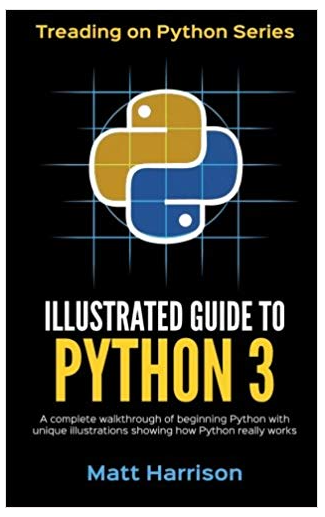 Treading on Python Series
ILLUSTRATED GUIDE TO
PYTHON 3
A complete walkthrough of beginning Python with
unique illustrations showing how Python really works
Matt Harrison